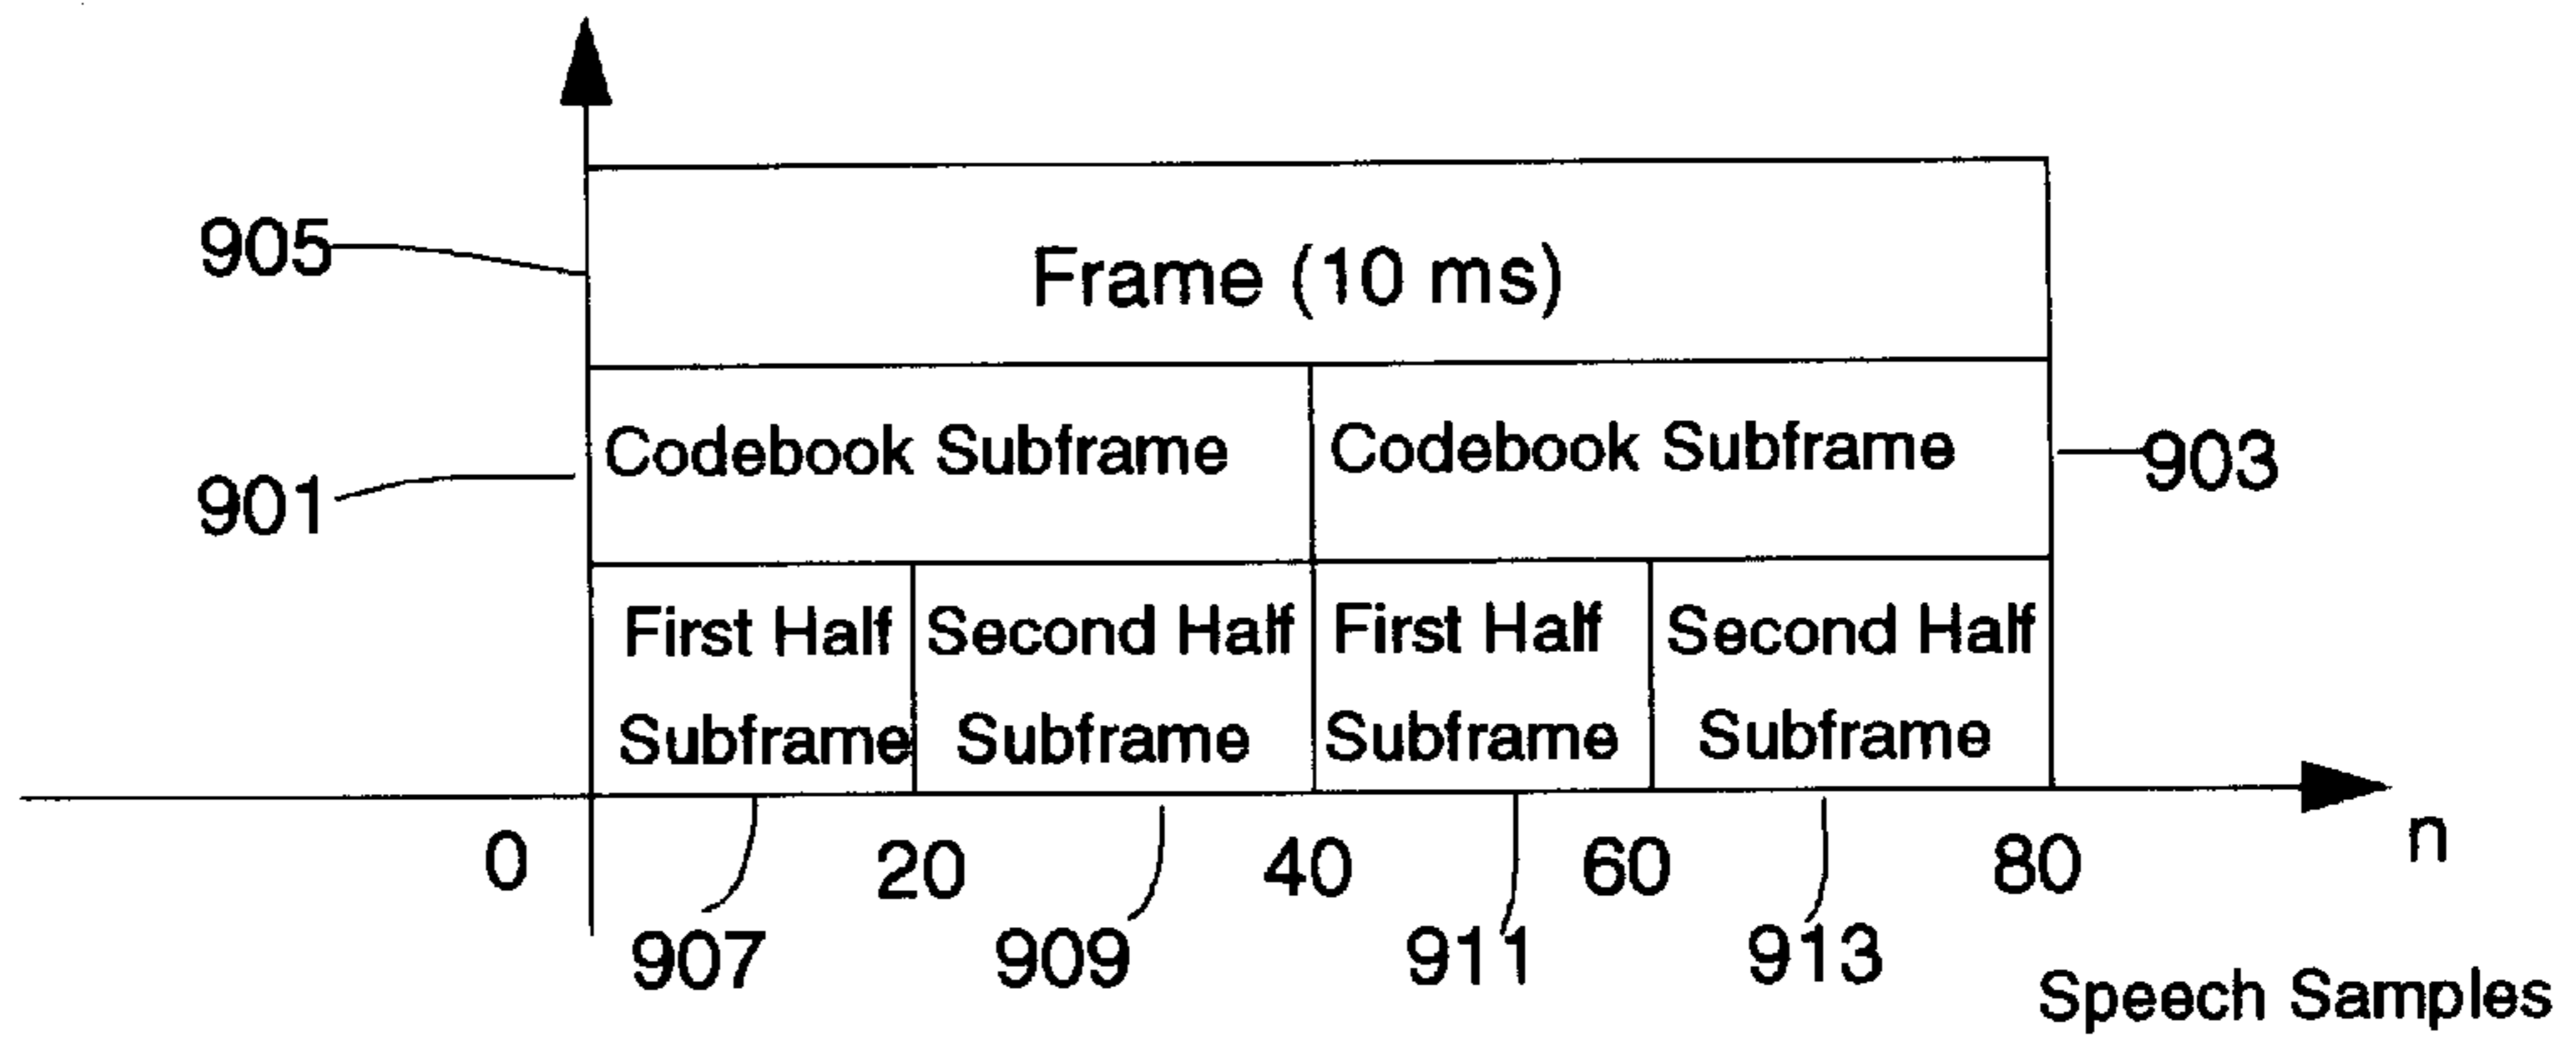 905
Frame (10 ms)
901
Codebook Subframe
Codebook Subframe
903
First Half
Subframe
Second Half
Subframe
First Half
Subframe
Second Half
Subframe
0
20
40
60
80
n
907
909
911
913
Speech Samples